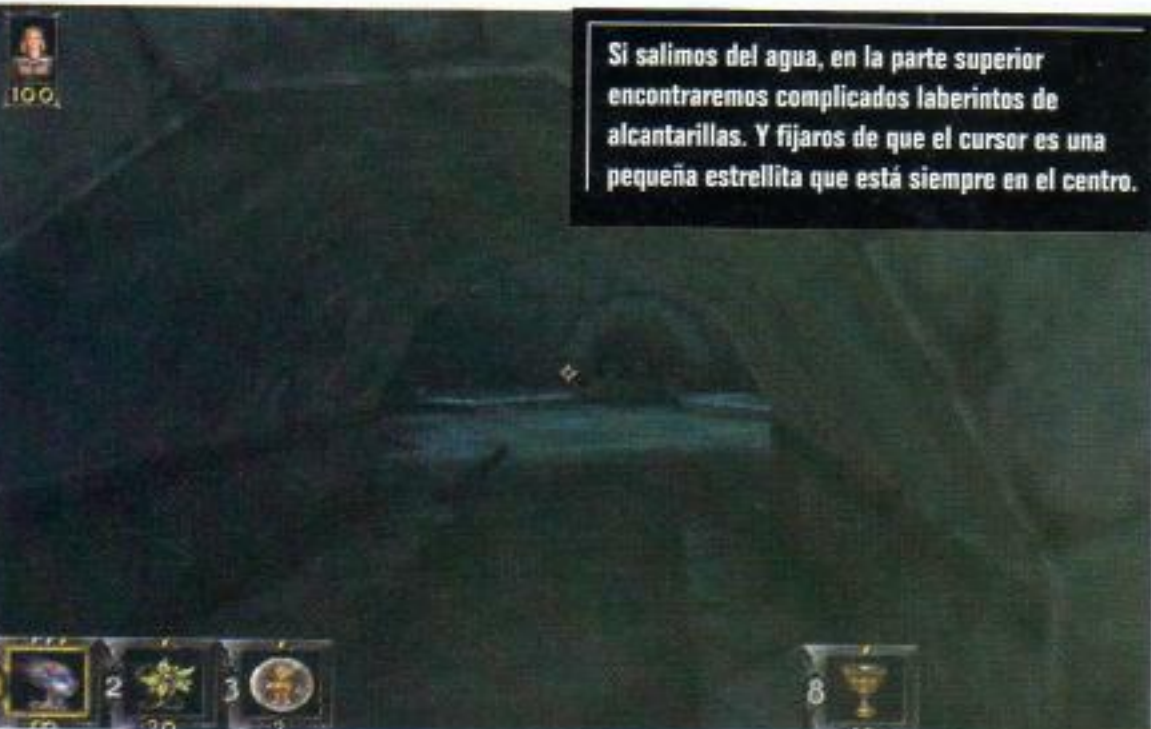 100
Si salimos del agua, en la parte superior
encontraremos complicados laberintos de
alcantarillas. Y fijaros de que el cursor es una
pequeña estrellita que está siempre en el centro.
2
3
8